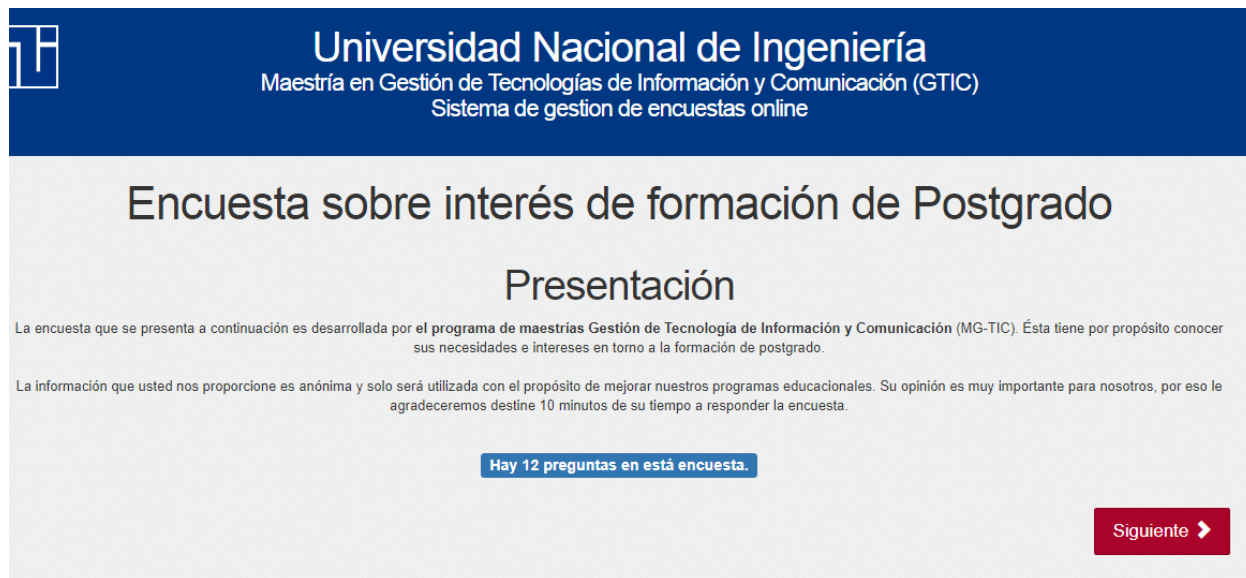 Universidad Nacional de Ingeniería
Maestría en Gestión de Tecnologías de Información y Comunicación (GTIC)
Sistema de gestion de encuestas online
Encuesta sobre interés de formación de Postgrado
Presentación
La encuesta que se presenta a continuación es desarrollada por el programa de maestrías Gestión de Tecnología de Información y Comunicación (MG-TIC). Ésta tiene por propósito conocer
sus necesidades e intereses en torno a la formación de postgrado.
La información que usted nos proporcione es anónima y solo será utilizada con el propósito de mejorar nuestros programas educacionales. Su opinión es muy importante para nosotros, por eso le
agradeceremos destine 10 minutos de su tiempo a responder la encuesta.
Hay 12 preguntas en está encuesta.
Siguiente